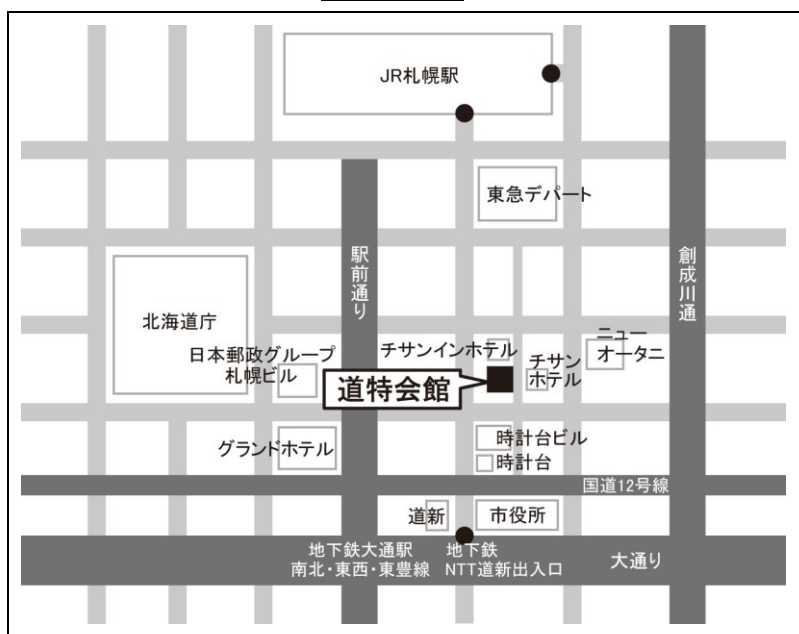 JR札幌駅
東急デパート
駅前通り
創成川通
北海道庁
日本郵政グループ
札幌ビル
チサンインホテル
チサン
ホテル
ニュー
オータニ
道特会館
グランドホテル
時計台ビル
時計台
国道12号線
道新
市役所
地下鉄大通駅
南北・東西・東豊線
地下鉄
NTT道新出入口
大通り